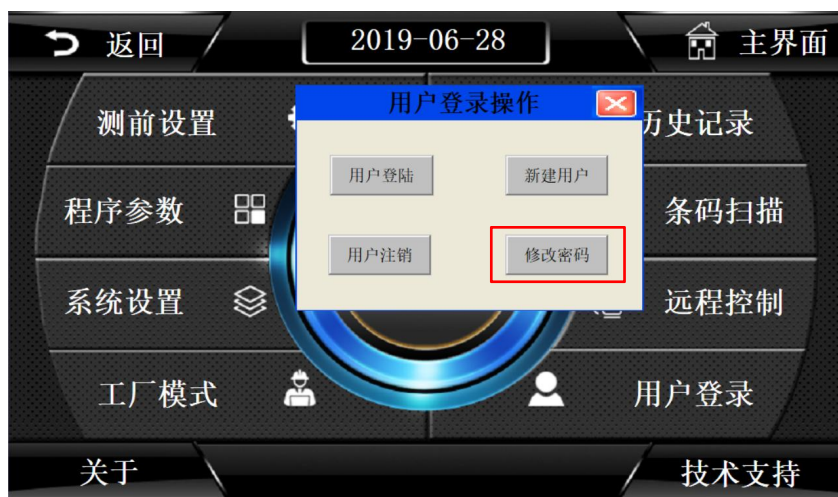 返回
2019-06-28
主界面
用户登录操作
测前设置
历史记录
用户登陆
新建用户
程序参数
条码扫描
用户注销
修改密码
系统设置
远程控制
工厂模式
用户登录
关于
技术支持